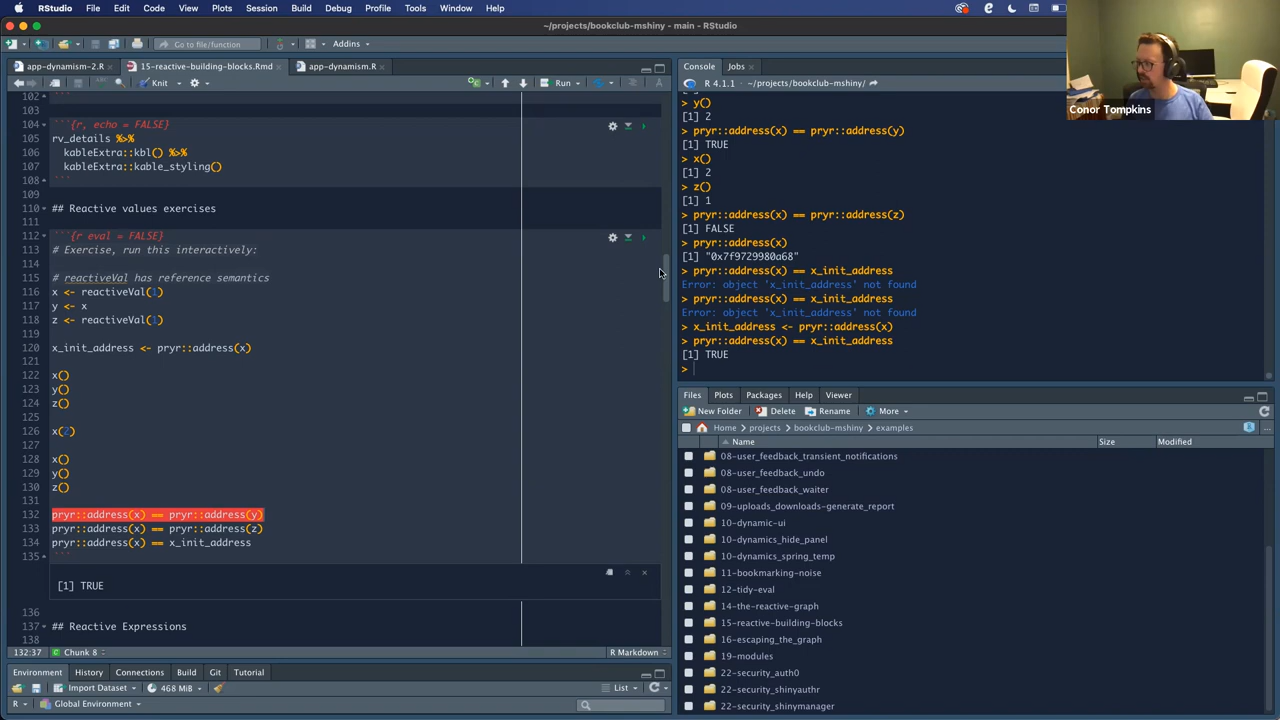 RStudio File Edit Code View Plots Session Build Debug Profile Tools Window Help
~/projects/bookclub-mshiny - main - RStudio
Go to file/function Addins
app-dynamism-2.R 15-reactive-building-blocks.Rmd app-dynamism.R
Knit Run
102 ```
103
104 ```{r, echo = FALSE}
105 rv_details %>%
106 kableExtra::kbl() %>%
107 kableExtra::kable_styling()
108 ```
109
110 ## Reactive values exercises
111
112 ```{r eval = FALSE}
113 # Exercise, run this interactively:
114
115 # reactiveVal has reference semantics
116 x <- reactiveVal(1)
117 y <- x
118 z <- reactiveVal(1)
119
120 x_init_address <- pryr::address(x)
121
122 x()
123 y()
124 z()
125
126 x(2)
127
128 x()
129 y()
130 z()
131
132 pryr::address(x) == pryr::address(y)
133 pryr::address(x) == pryr::address(z)
134 pryr::address(x) == x_init_address
135 ```
[1] TRUE
136
137 ## Reactive Expressions
138
132:37 Chunk 8 R Markdown
Environment History Connections Build Git Tutorial
Import Dataset 468 MiB List
R Global Environment
Console Jobs
R 4.1.1 · ~/projects/bookclub-mshiny/
> y()
[1] 2
> pryr::address(x) == pryr::address(y)
[1] TRUE
> x()
[1] 2
> z()
[1] 1
> pryr::address(x) == pryr::address(z)
[1] FALSE
> pryr::address(x)
[1] "0x7f9729980a68"
> pryr::address(x) == x_init_address
Error: object 'x_init_address' not found
> pryr::address(x) == x_init_address
Error: object 'x_init_address' not found
> x_init_address <- pryr::address(x)
> pryr::address(x) == x_init_address
[1] TRUE
>
Files Plots Packages Help Viewer
New Folder Delete Rename More
Home projects bookclub-mshiny examples
Name Size Modified
08-user_feedback_transient_notifications
08-user_feedback_undo
08-user_feedback_waiter
09-uploads_downloads-generate_report
10-dynamic-ui
10-dynamics_hide_panel
10-dynamics_spring_temp
11-bookmarking-noise
12-tidy-eval
14-the-reactive-graph
15-reactive-building-blocks
16-escaping_the_graph
19-modules
22-security_auth0
22-security_shinyauthr
22-security_shinymanager
Conor Tompkins